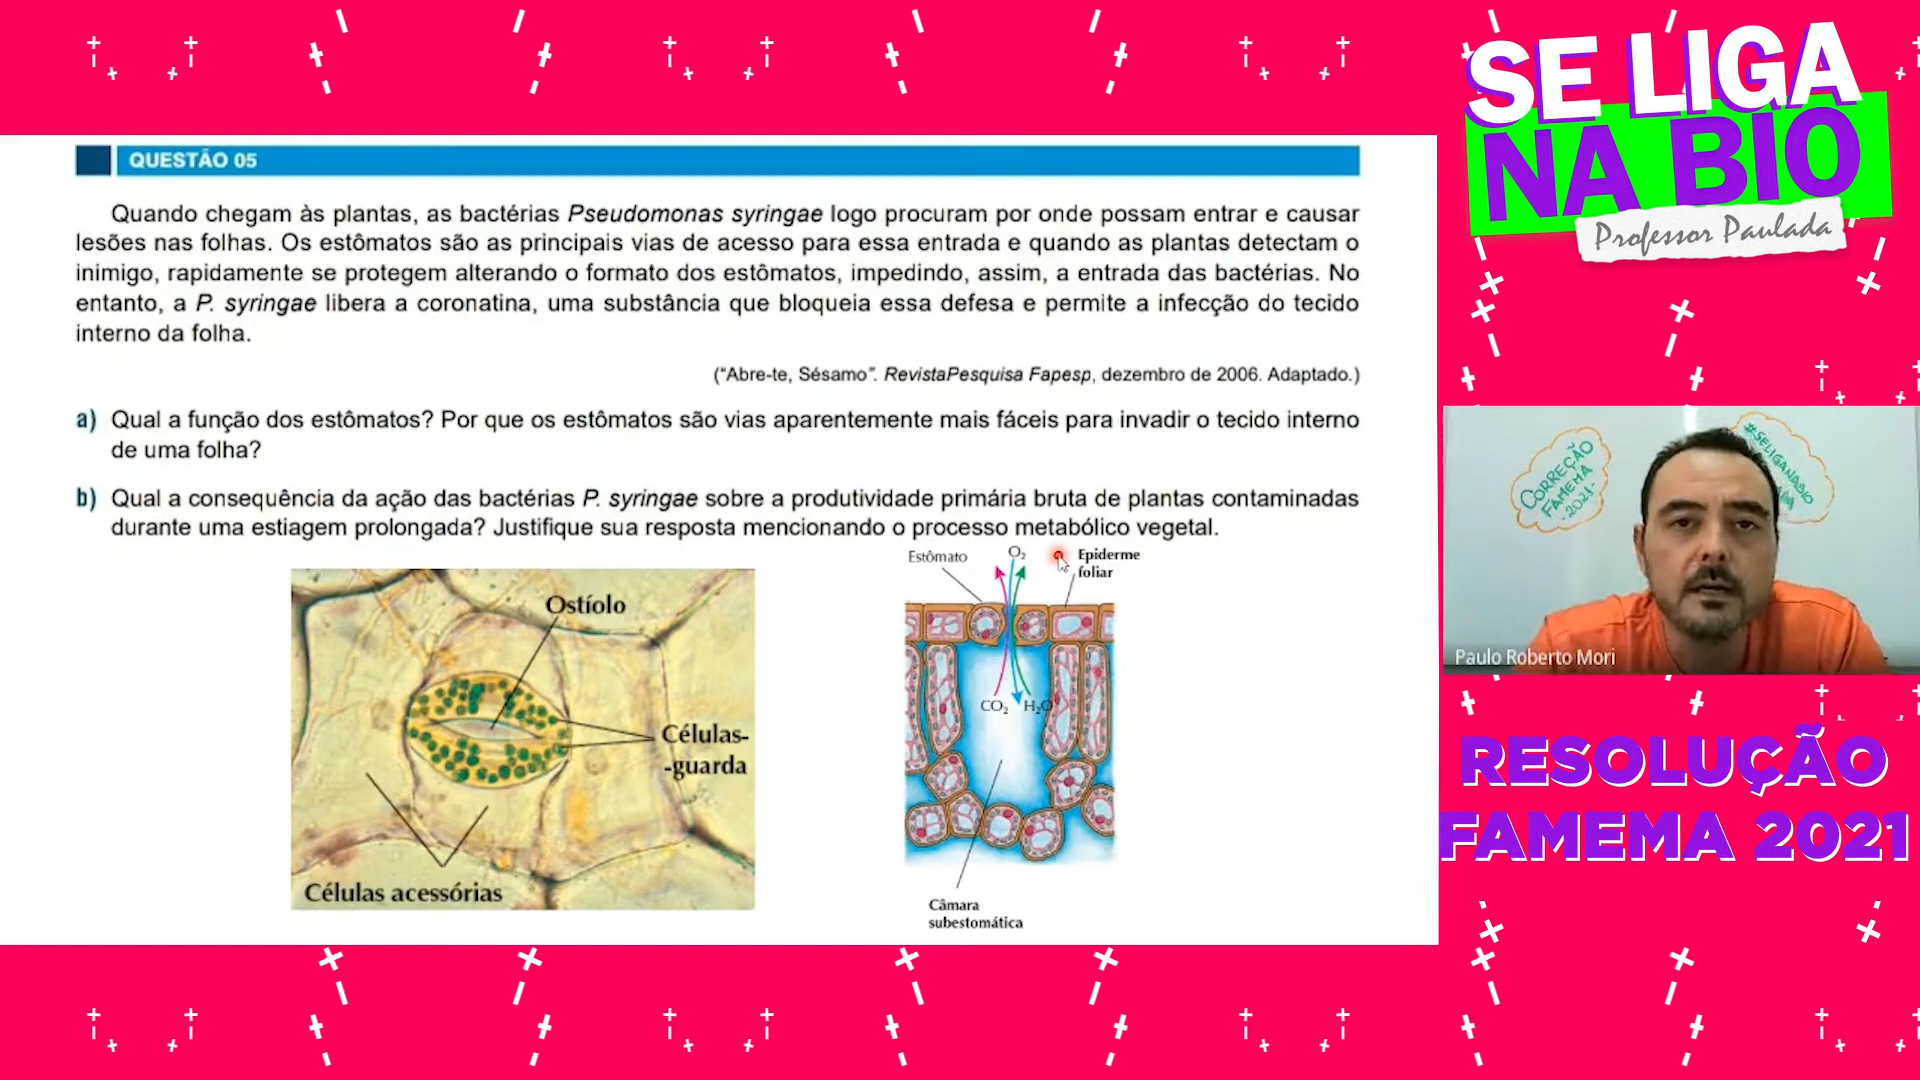 SE LIGA
NA BIO
Professor Paulada
QUESTÃO 05
Quando chegam às plantas, as bactérias Pseudomonas syringae logo procuram por onde possam entrar e causar
lesões nas folhas. Os estômatos são as principais vias de acesso para essa entrada e quando as plantas detectam o
inimigo, rapidamente se protegem alterando o formato dos estômatos, impedindo, assim, a entrada das bactérias. No
entanto, a P. syringae libera a coronatina, uma substância que bloqueia essa defesa e permite a infecção do tecido
interno da folha.
("Abre-te, Sésamo". RevistaPesquisa Fapesp, dezembro de 2006. Adaptado.)
a) Qual a função dos estômatos? Por que os estômatos são vias aparentemente mais fáceis para invadir o tecido interno
de uma folha?
b) Qual a consequência da ação das bactérias P. syringae sobre a produtividade primária bruta de plantas contaminadas
durante uma estiagem prolongada? Justifique sua resposta mencionando o processo metabólico vegetal.
Ostíolo
Células-
-guarda
Células acessórias
Estômato
O₂
Epiderme
foliar
CO₂
H₂O
Câmara
subestomática
CORREÇÃO
FAMEMA
-2021-
#SELIGANABIO
Paulo Roberto Mori
RESOLUÇÃO
FAMEMA 2021